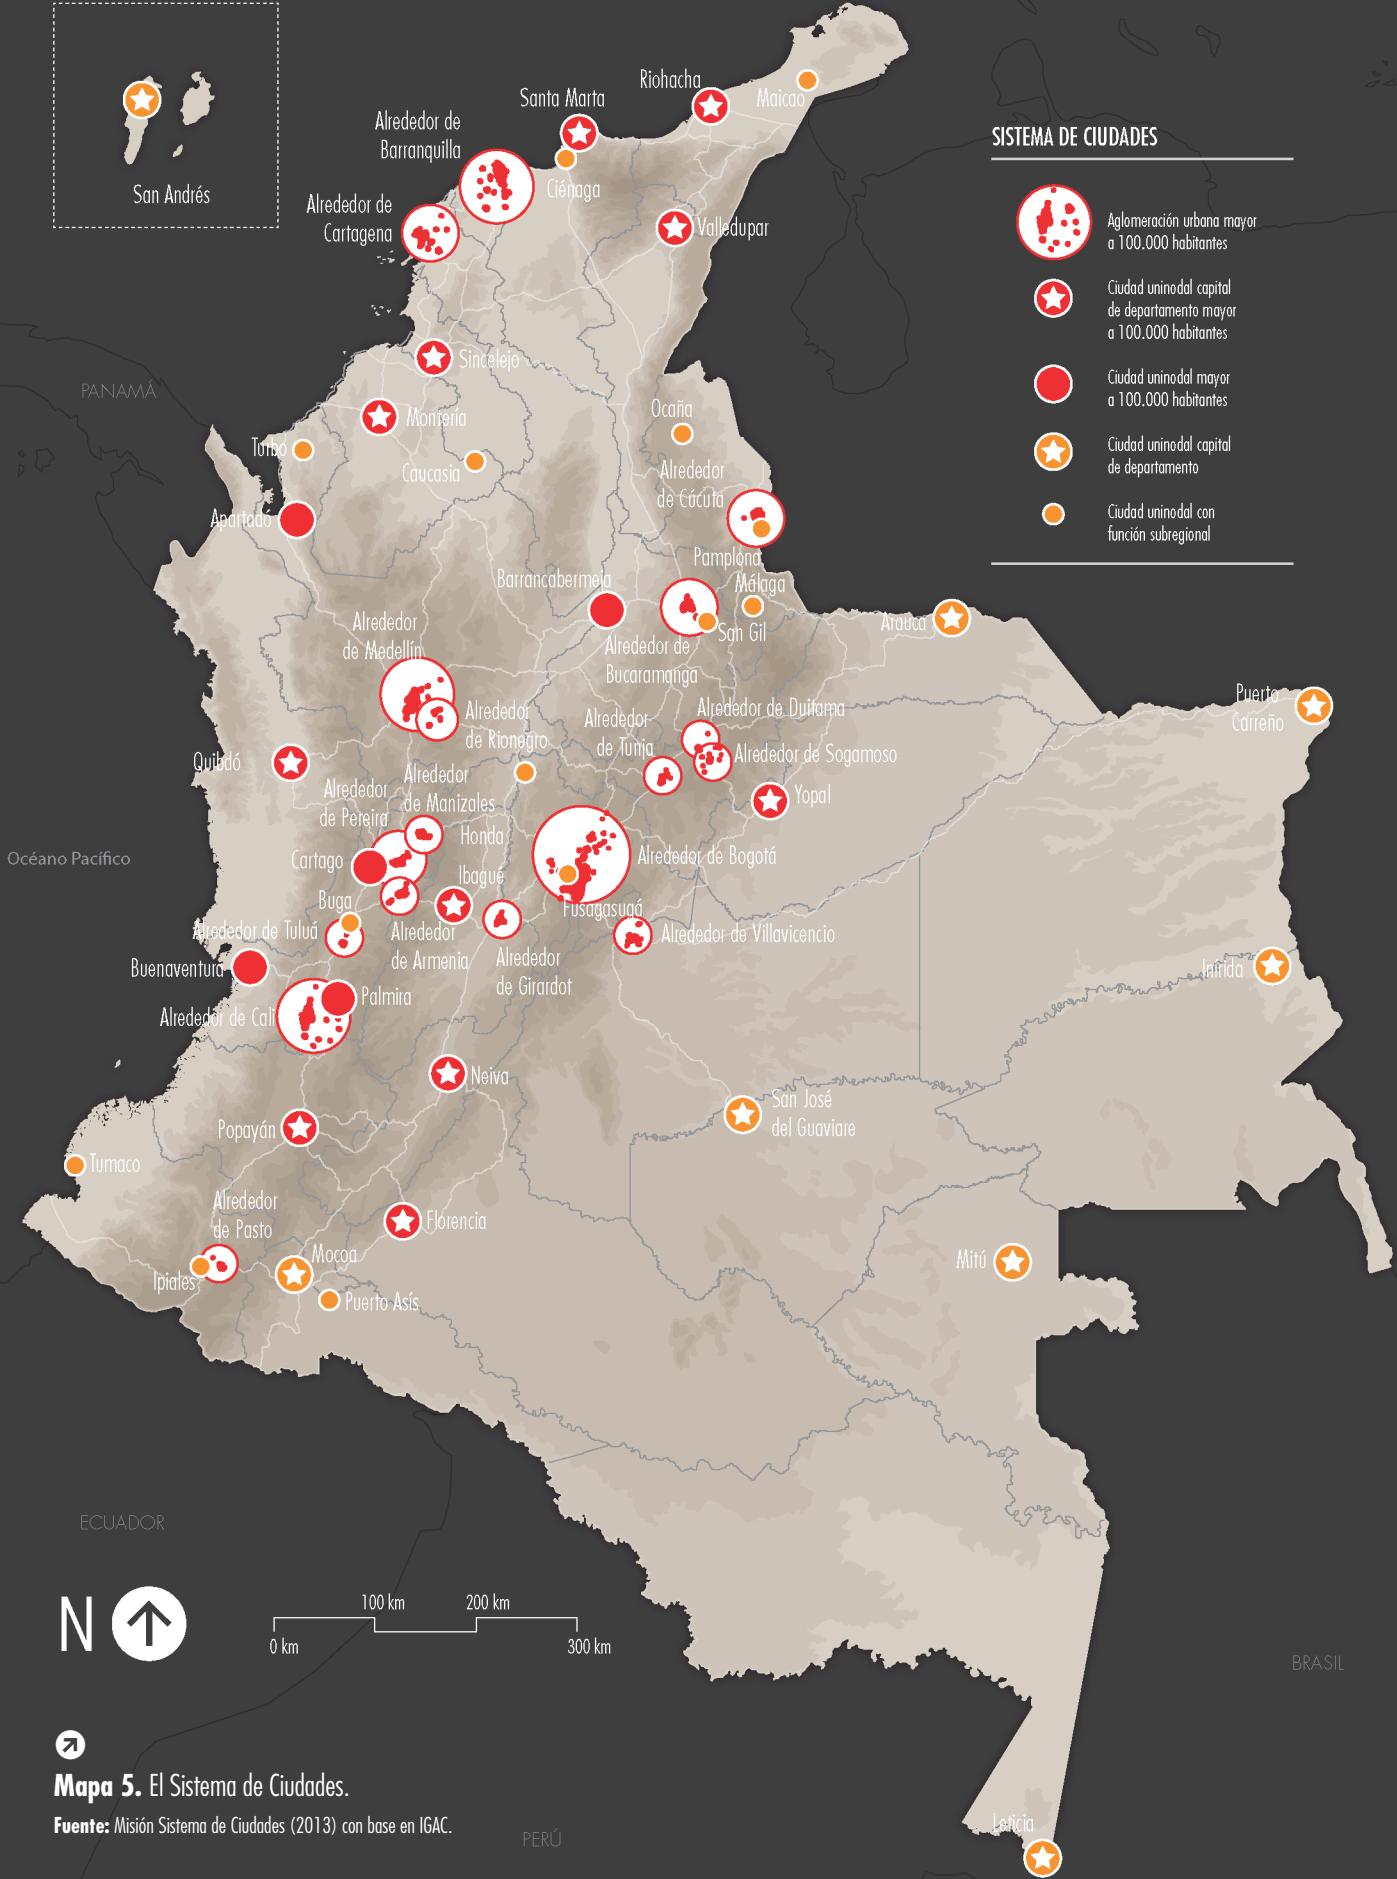 Riohacha
Maicao
Santa Marta
Alrededor de
Barranquilla
Ciénaga
San Andrés
Alrededor de
Cartagena
Valledupar
SISTEMA DE CIUDADES
Aglomeración urbana mayor
a 100.000 habitantes
Ciudad uninodal capital
de departamento mayor
a 100.000 habitantes
Ciudad uninodal mayor
a 100.000 habitantes
Ciudad uninodal capital
de departamento
Ciudad uninodal con
función subregional
Sincelejo
PANAMÁ
Montería
Ocaña
Turbo
Caucasia
Alrededor
de Cúcuta
Apartadó
Pamplona
Barrancabermeja
Málaga
Alrededor
de Medellín
San Gil
Alrededor de
Bucaramanga
Arauca
Puerto
Carreño
Alrededor
de Rionegro
Alrededor
de Tunja
Alrededor de Duitama
Alrededor de Sogamoso
Quibdó
Alrededor
de Manizales
Alrededor
de Pereira
Yopal
Honda
Océano Pacífico
Cartago
Alrededor de Bogotá
Ibagué
Buga
Fusagasugá
Alrededor de Tuluá
Alrededor
de Armenia
Alrededor de Villavicencio
Alrededor
de Girardot
Buenaventura
Inírida
Palmira
Alrededor de Cali
Neiva
San José
del Guaviare
Popayán
Tumaco
Alrededor
de Pasto
Florencia
Mocoa
Mitú
Ipiales
Puerto Asís
ECUADOR
N
100 km
200 km
0 km
300 km
BRASIL
Mapa 5. El Sistema de Ciudades.
Fuente: Misión Sistema de Ciudades (2013) con base en IGAC.
PERÚ
Leticia